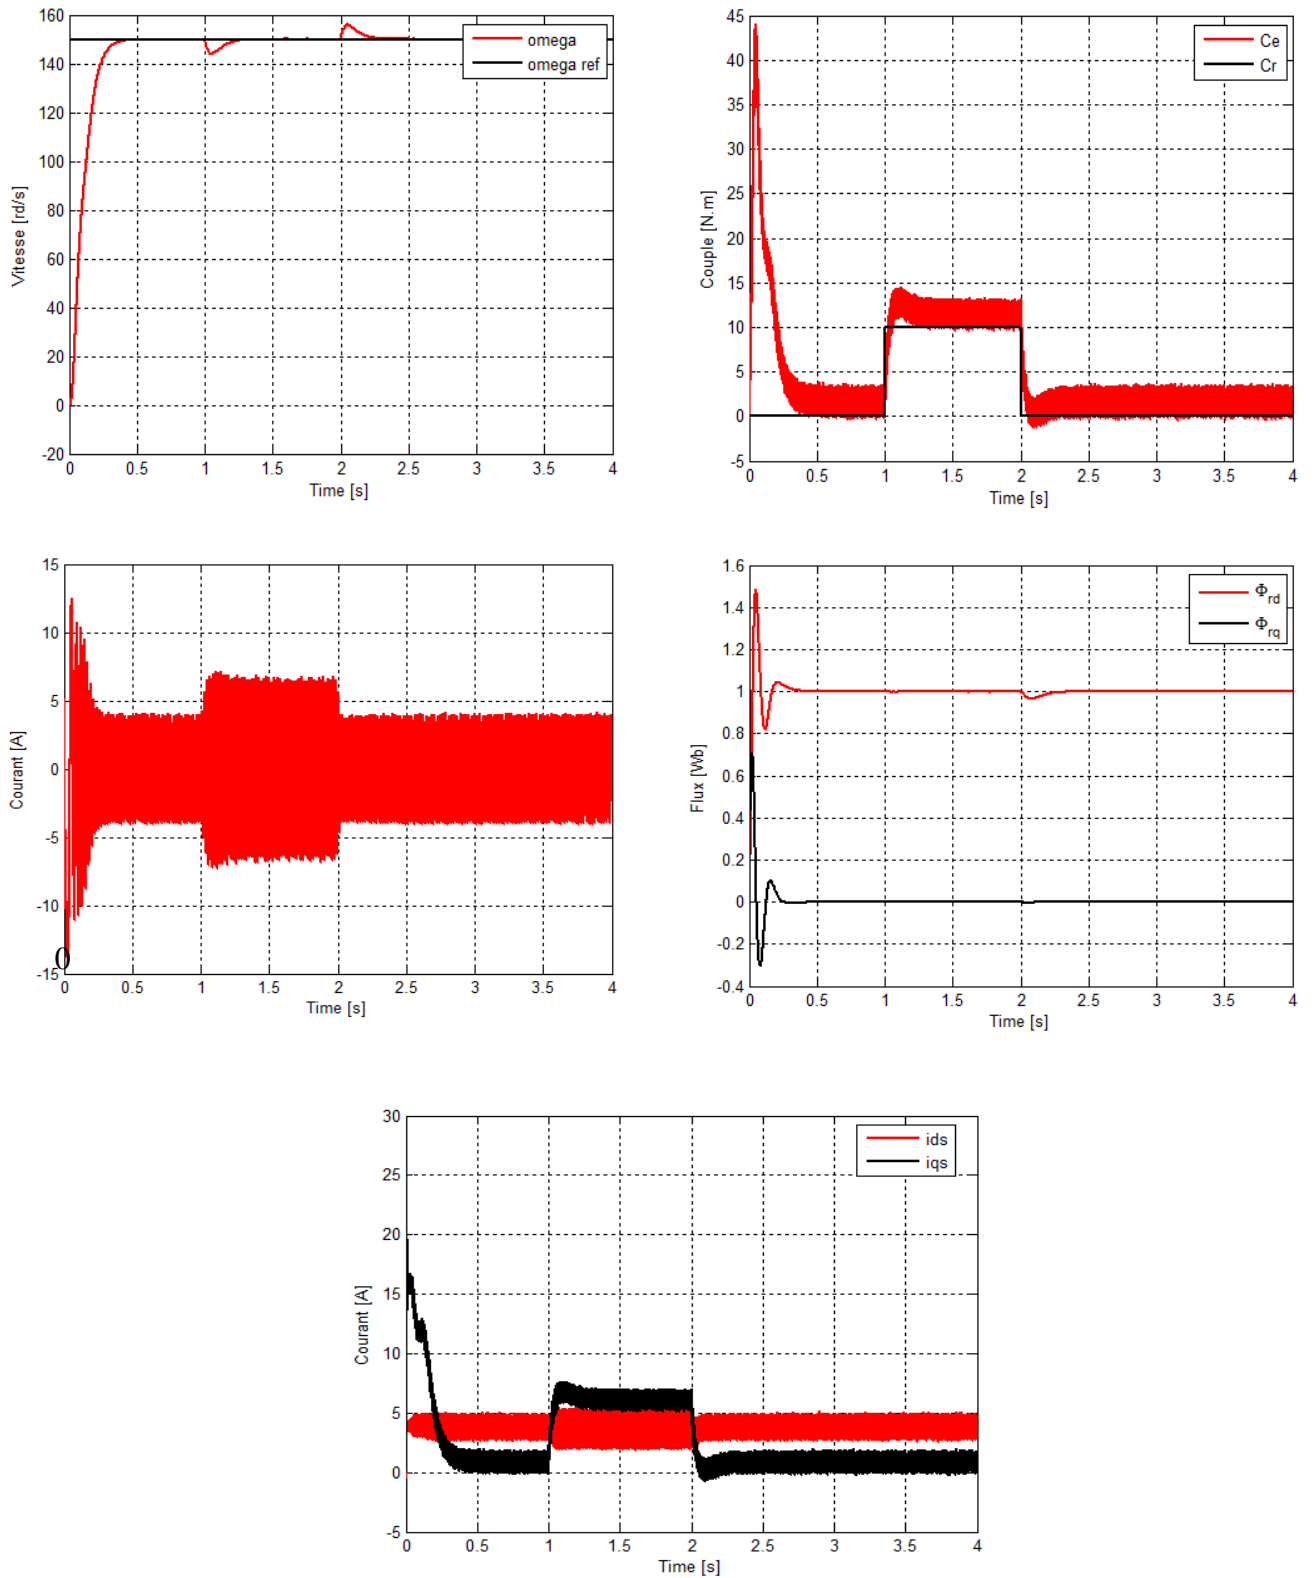 160
140
120
100
80
60
40
20
0
-20
0 0.5 1 1.5 2 2.5 3 3.5 4
Vitesse [rd/s]
Time [s]
omega
omega ref
45
40
35
30
25
20
15
10
5
0
-5
0 0.5 1 1.5 2 2.5 3 3.5 4
Couple [N.m]
Time [s]
Ce
Cr
15
10
5
0
-5
-10
-15
0
0 0.5 1 1.5 2 2.5 3 3.5 4
Courant [A]
Time [s]
1.6
1.4
1.2
1
0.8
0.6
0.4
0.2
0
-0.2
-0.4
0 0.5 1 1.5 2 2.5 3 3.5 4
Flux [Wb]
Time [s]
Φrd
Φrq
30
25
20
15
10
5
0
-5
0 0.5 1 1.5 2 2.5 3 3.5 4
Courant [A]
Time [s]
ids
iqs